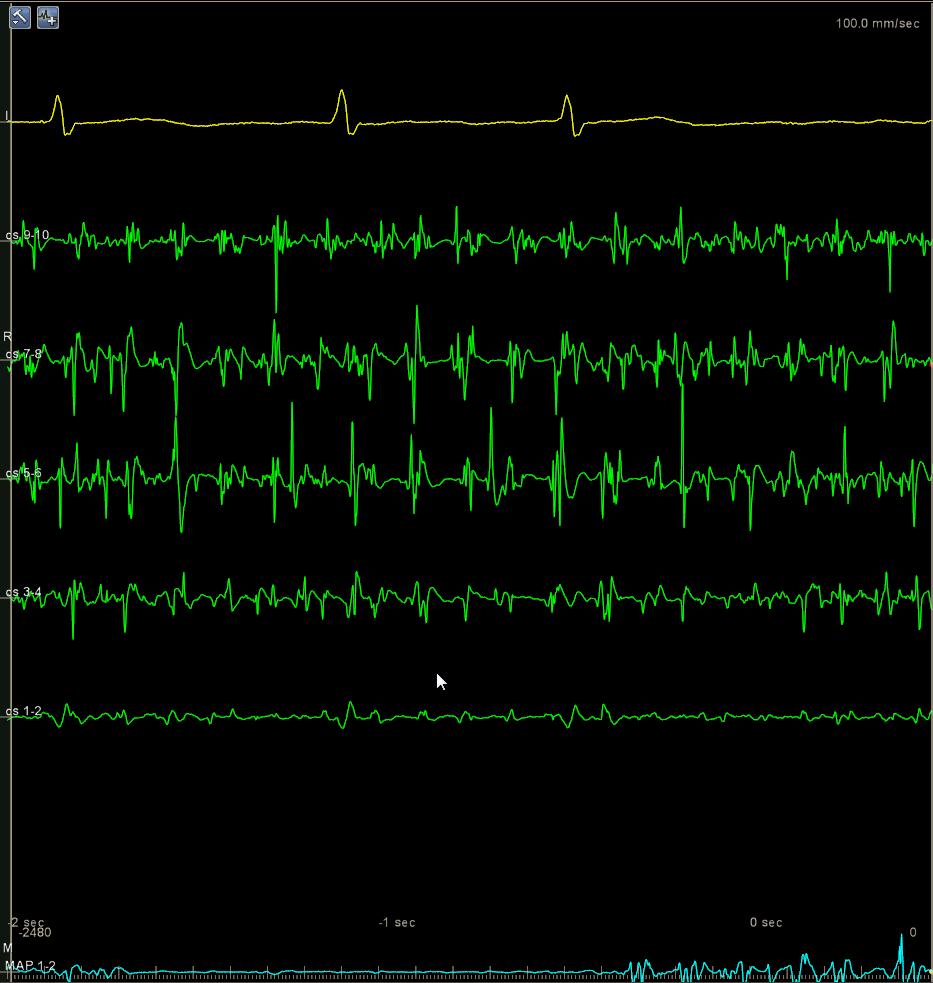 100.0 mm/sec
I
cs 9-10
R
cs 7-8
cs 5-6
cs 3-4
cs 1-2
-2 sec
-1 sec
0 sec
-2480
0
M
MAP 1-2